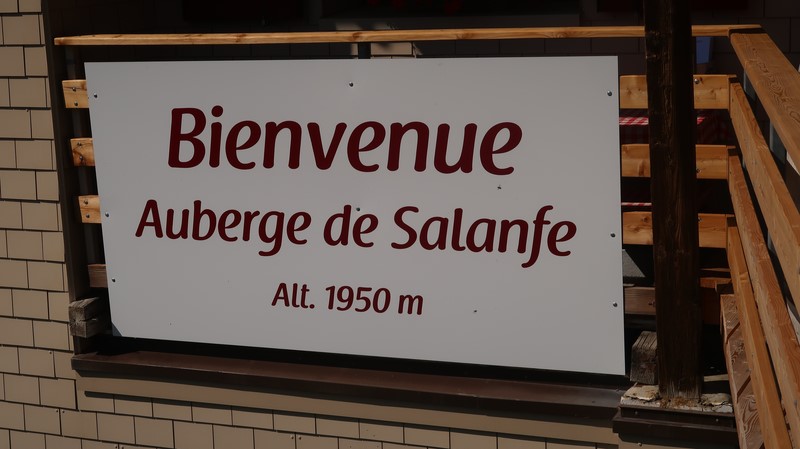 Bienvenue
Auberge de Salanfe
Alt. 1950 m